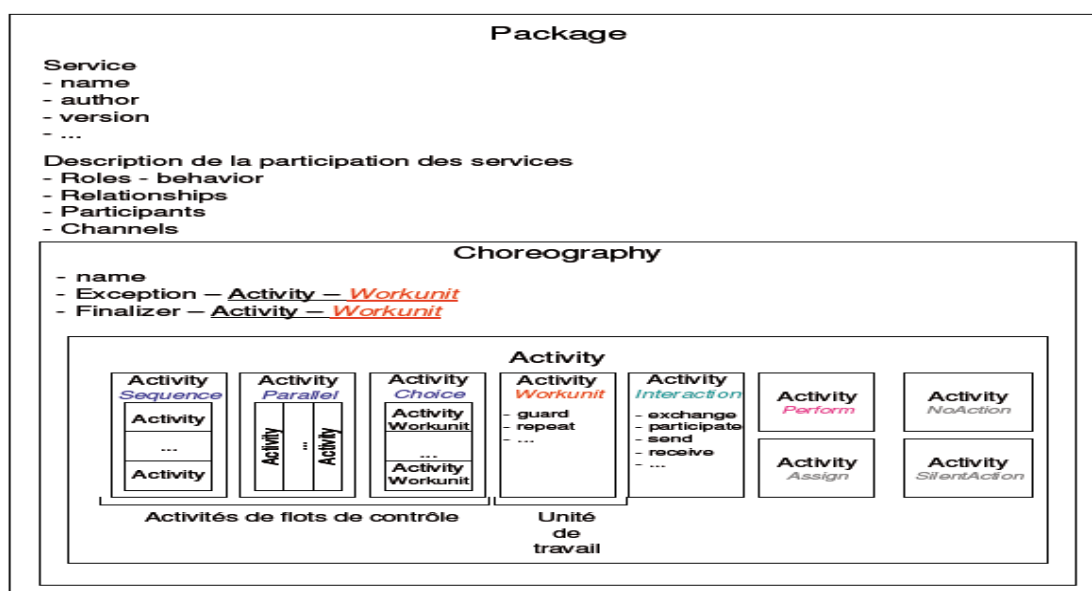 Package
Service
- name
- author
- version
- ...
Description de la participation des services
- Roles - behavior
- Relationships
- Participants
- Channels
Choreography
- name
- Exception – Activity – Workunit
- Finalizer – Activity – Workunit
Activity
Activity
Sequence
Activity
...
Activity
Activity
Parallel
Activity
...
Activity
Activity
Choice
Activity
Workunit
...
Activity
Workunit
Activity
Workunit
- guard
- repeat
- ...
Activity
Interaction
- exchange
- participate
- send
- receive
- ...
Activity
Perform
Activity
NoAction
Activity
Assign
Activity
SilentAction
Activités de flots de contrôle
Unité
de
travail